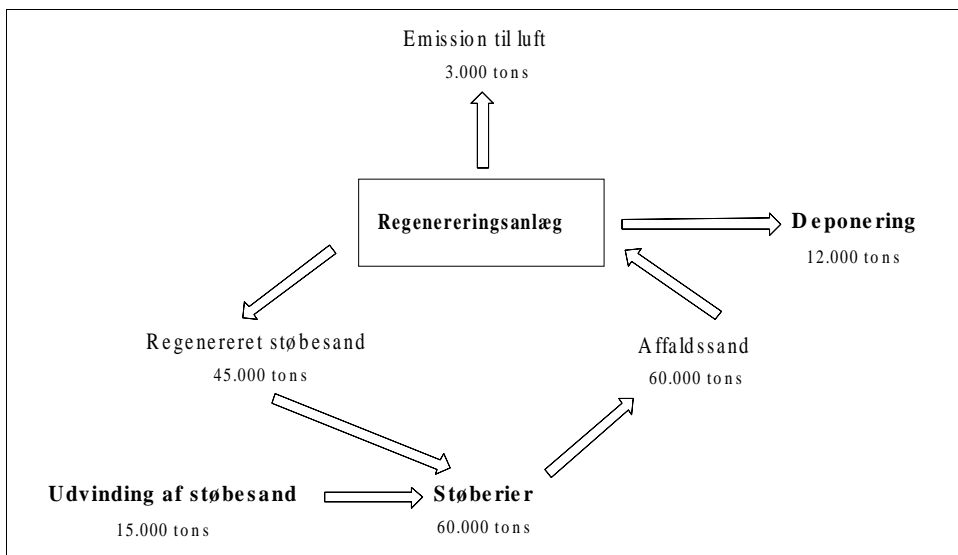 Emission til luft
3.000 tons
Regenereringsanlæg
Deponering
12.000 tons
Regenereret støbesand
45.000 tons
Affaldssand
60.000 tons
Udvinding af støbesand
15.000 tons
Støberier
60.000 tons